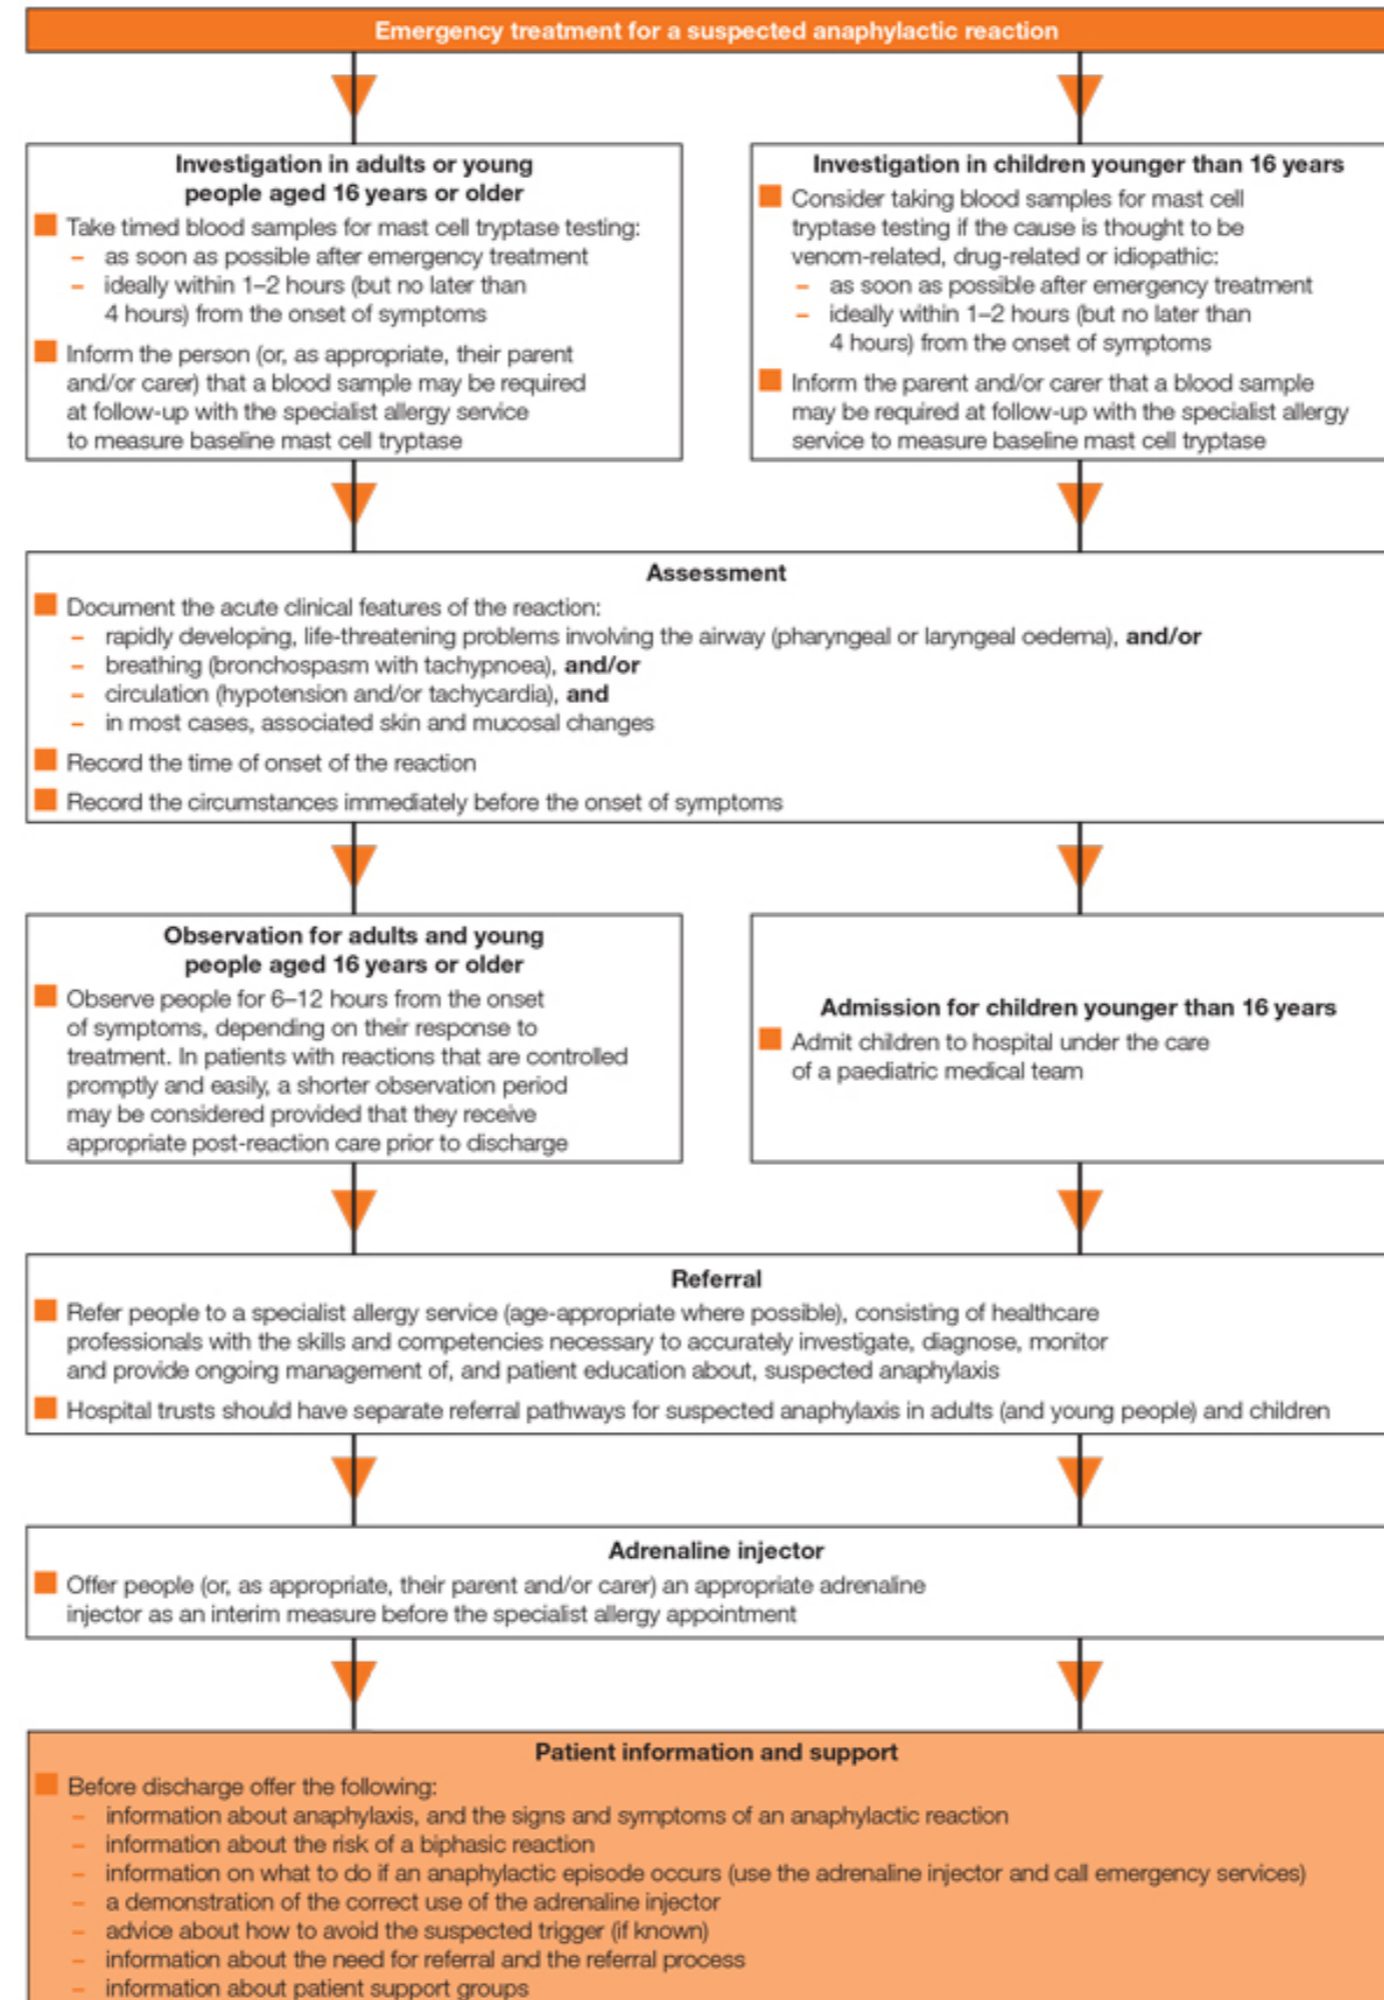 Emergency treatment for a suspected anaphylactic reaction
Investigation in adults or young
people aged 16 years or older
Take timed blood samples for mast cell tryptase testing:
– as soon as possible after emergency treatment
– ideally within 1–2 hours (but no later than
4 hours) from the onset of symptoms
Inform the person (or, as appropriate, their parent
and/or carer) that a blood sample may be required
at follow-up with the specialist allergy service
to measure baseline mast cell tryptase
Investigation in children younger than 16 years
Consider taking blood samples for mast cell
tryptase testing if the cause is thought to be
venom-related, drug-related or idiopathic:
– as soon as possible after emergency treatment
– ideally within 1–2 hours (but no later than
4 hours) from the onset of symptoms
Inform the parent and/or carer that a blood sample
may be required at follow-up with the specialist allergy
service to measure baseline mast cell tryptase
Assessment
Document the acute clinical features of the reaction:
– rapidly developing, life-threatening problems involving the airway (pharyngeal or laryngeal oedema), and/or
– breathing (bronchospasm with tachypnoea), and/or
– circulation (hypotension and/or tachycardia), and
– in most cases, associated skin and mucosal changes
Record the time of onset of the reaction
Record the circumstances immediately before the onset of symptoms
Observation for adults and young
people aged 16 years or older
Observe people for 6–12 hours from the onset
of symptoms, depending on their response to
treatment. In patients with reactions that are controlled
promptly and easily, a shorter observation period
may be considered provided that they receive
appropriate post-reaction care prior to discharge
Admission for children younger than 16 years
Admit children to hospital under the care
of a paediatric medical team
Referral
Refer people to a specialist allergy service (age-appropriate where possible), consisting of healthcare
professionals with the skills and competencies necessary to accurately investigate, diagnose, monitor
and provide ongoing management of, and patient education about, suspected anaphylaxis
Hospital trusts should have separate referral pathways for suspected anaphylaxis in adults (and young people) and children
Adrenaline injector
Offer people (or, as appropriate, their parent and/or carer) an appropriate adrenaline
injector as an interim measure before the specialist allergy appointment
Patient information and support
Before discharge offer the following:
– information about anaphylaxis, and the signs and symptoms of an anaphylactic reaction
– information about the risk of a biphasic reaction
– information on what to do if an anaphylactic episode occurs (use the adrenaline injector and call emergency services)
– a demonstration of the correct use of the adrenaline injector
– advice about how to avoid the suspected trigger (if known)
– information about the need for referral and the referral process
– information about patient support groups